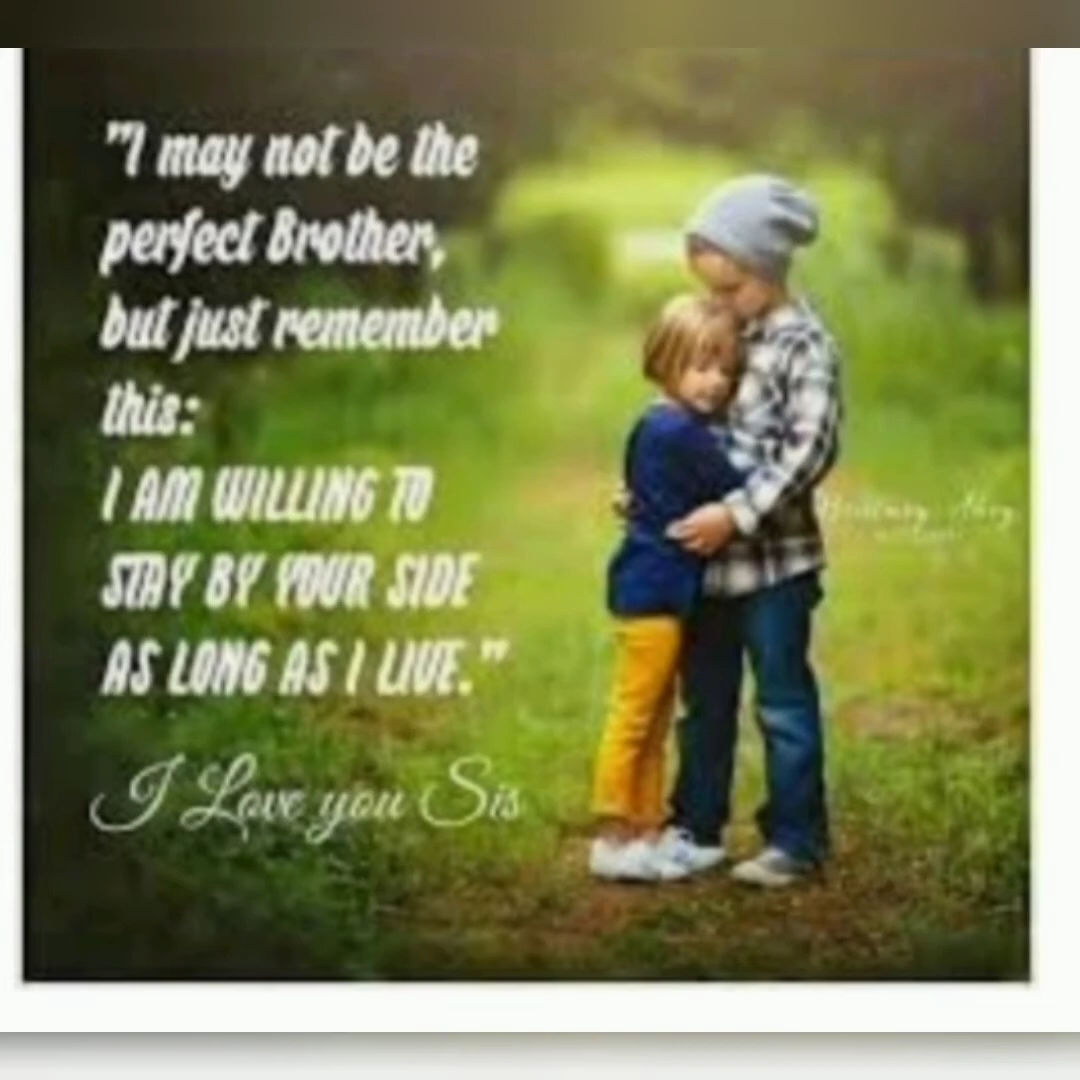 "I may not be the
perfect Brother,
but just remember
this:
I AM WILLING TO
STAY BY YOUR SIDE
AS LONG AS I LIVE."
I Love you Sis